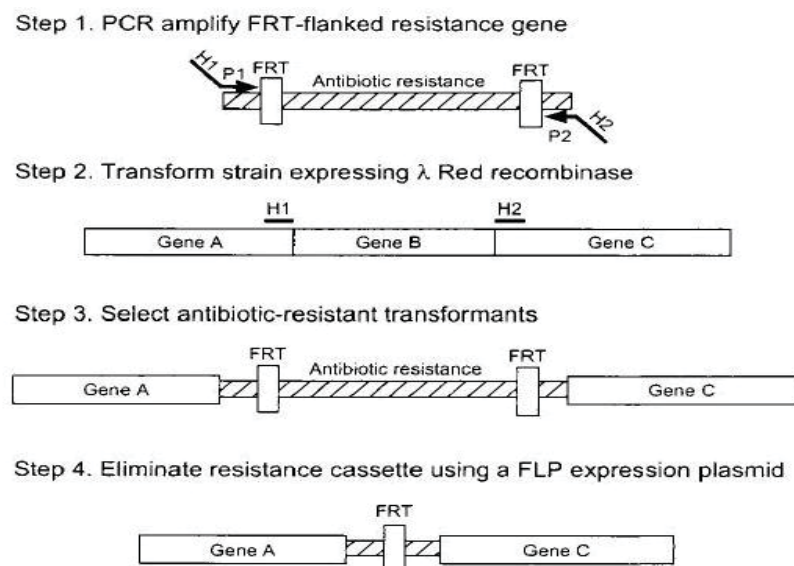 Step 1. PCR amplify FRT-flanked resistance gene
H1
P1
FRT
Antibiotic resistance
FRT
P2
H2
Step 2. Transform strain expressing λ Red recombinase
H1
H2
Gene A
Gene B
Gene C
Step 3. Select antibiotic-resistant transformants
FRT
Antibiotic resistance
FRT
Gene A
Gene C
Step 4. Eliminate resistance cassette using a FLP expression plasmid
FRT
Gene A
Gene C